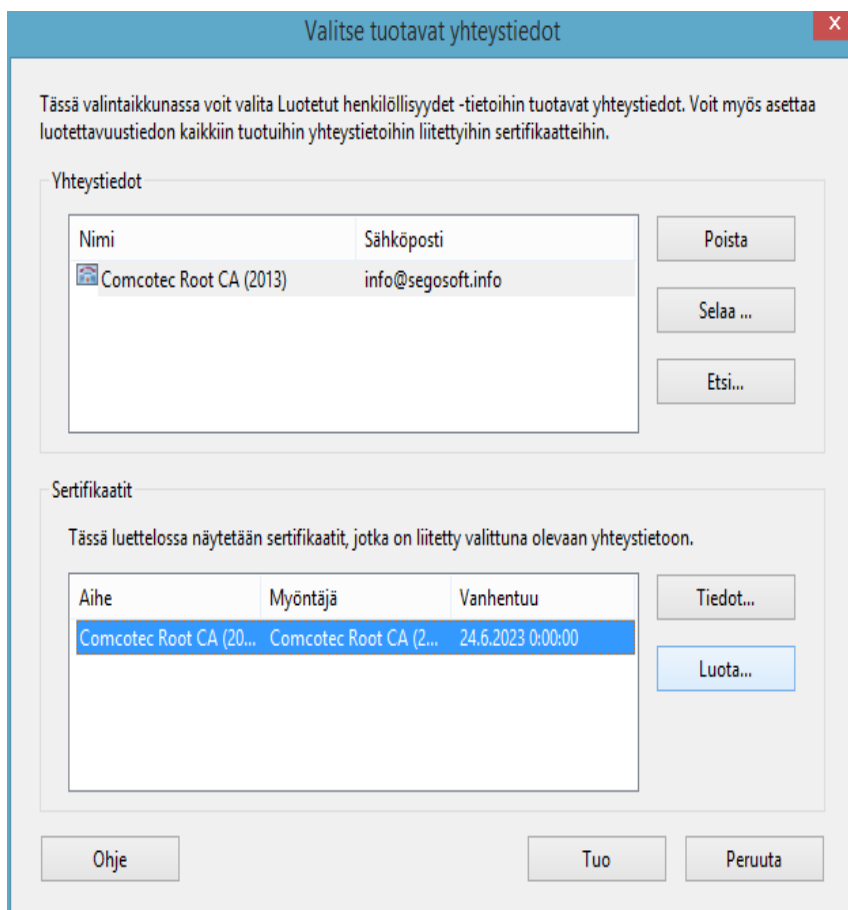 Valitse tuotavat yhteystiedot
X
Tässä valintaikkunassa voit valita Luotetut henkilöllisyydet -tietoihin tuotavat yhteystiedot. Voit myös asettaa
luotettavuustiedon kaikkiin tuotuihin yhteystietoihin liitettyihin sertifikaatteihin.
Yhteystiedot
Nimi Sähköposti
Comcotec Root CA (2013) info@segosoft.info
Poista
Selaa ...
Etsi...
Sertifikaatit
Tässä luettelossa näytetään sertifikaatit, jotka on liitetty valittuna olevaan yhteystietoon.
Aihe Myöntäjä Vanhentuu
Comcotec Root CA (20... Comcotec Root CA (2... 24.6.2023 0:00:00
Tiedot...
Luota...
Ohje Tuo Peruuta